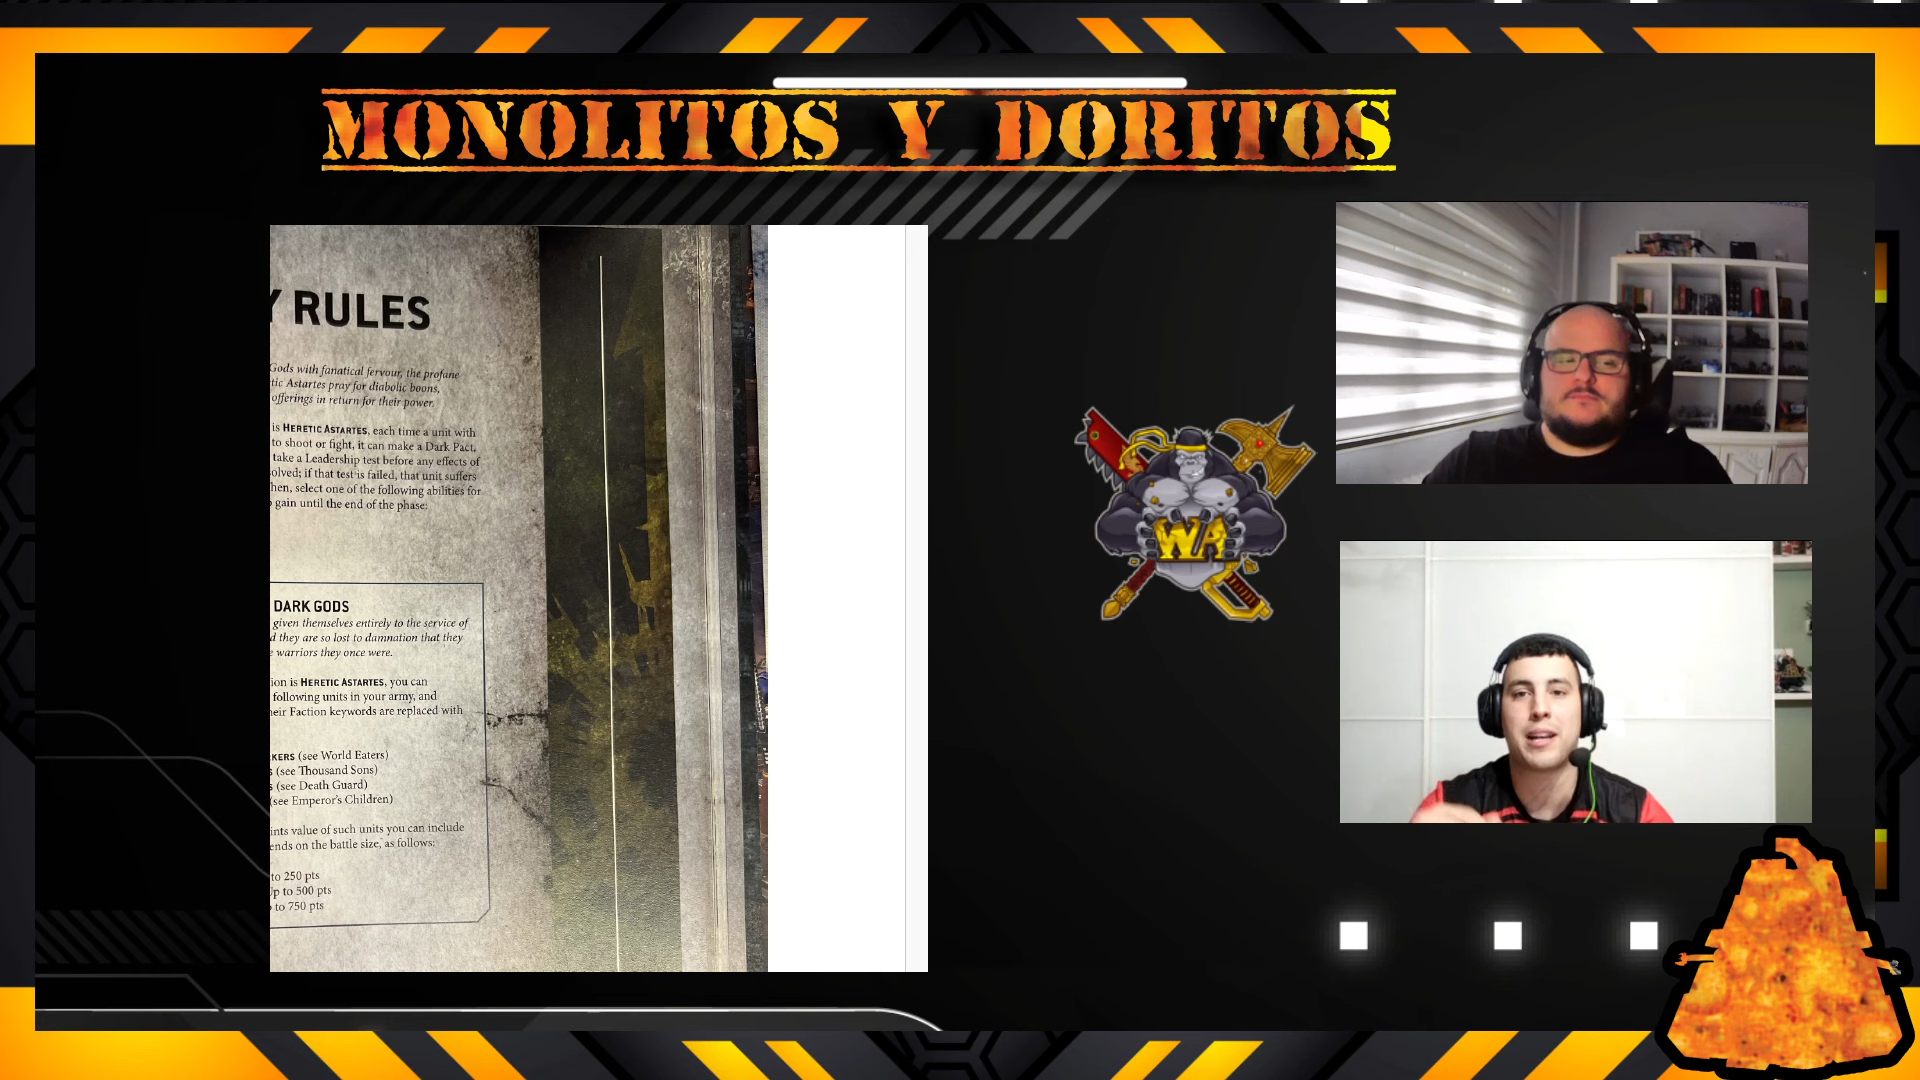 MONOLITOS Y DORITOS
RULES
Gods with fanatical fervour, the profane
tic Astartes pray for diabolic boons,
offerings in return for their power.
is HERETIC ASTARTES, each time a unit with
to shoot or fight, it can make a Dark Pact.
take a Leadership test before any effects of
olved; if that test is failed, that unit suffers
hen, select one of the following abilities for
gain until the end of the phase:
DARK GODS
given themselves entirely to the service of
d they are so lost to damnation that they
e warriors they once were.
ion is HERETIC ASTARTES, you can
following units in your army, and
heir Faction keywords are replaced with
KERS (see World Eaters)
s (see Thousand Sons)
s (see Death Guard)
(see Emperor's Children)
ints value of such units you can include
ends on the battle size, as follows:
to 250 pts
Up to 500 pts
to 750 pts
WA